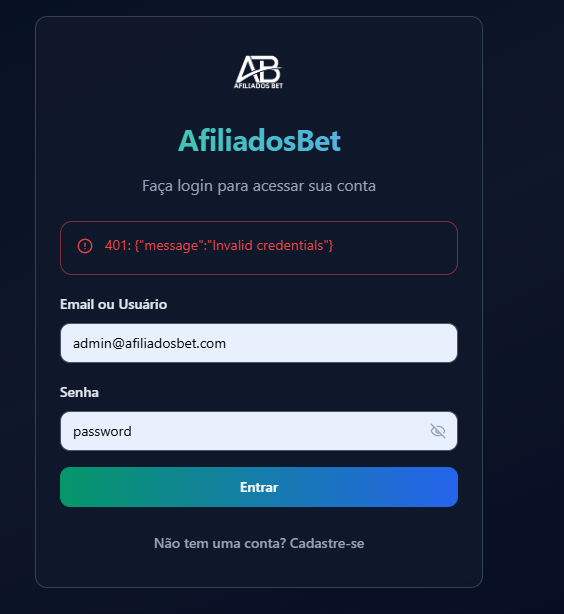 AB
AFILIADOS BET
AfiliadosBet
Faça login para acessar sua conta
401: {"message":"Invalid credentials"}
Email ou Usuário
admin@afiliadosbet.com
Senha
password
Entrar
Não tem uma conta? Cadastre-se